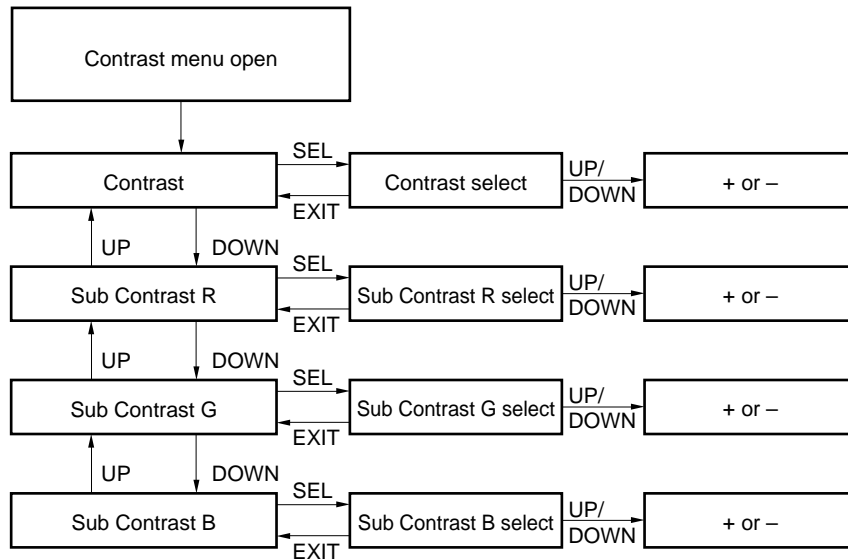 Contrast menu open
SEL
UP/
Contrast
Contrast select
+ or –
DOWN
EXIT
UP
DOWN
SEL
UP/
Sub Contrast R
Sub Contrast R select
+ or –
DOWN
EXIT
UP
DOWN
SEL
UP/
Sub Contrast G
Sub Contrast G select
+ or –
DOWN
EXIT
UP
DOWN
SEL
UP/
Sub Contrast B
Sub Contrast B select
+ or –
DOWN
EXIT